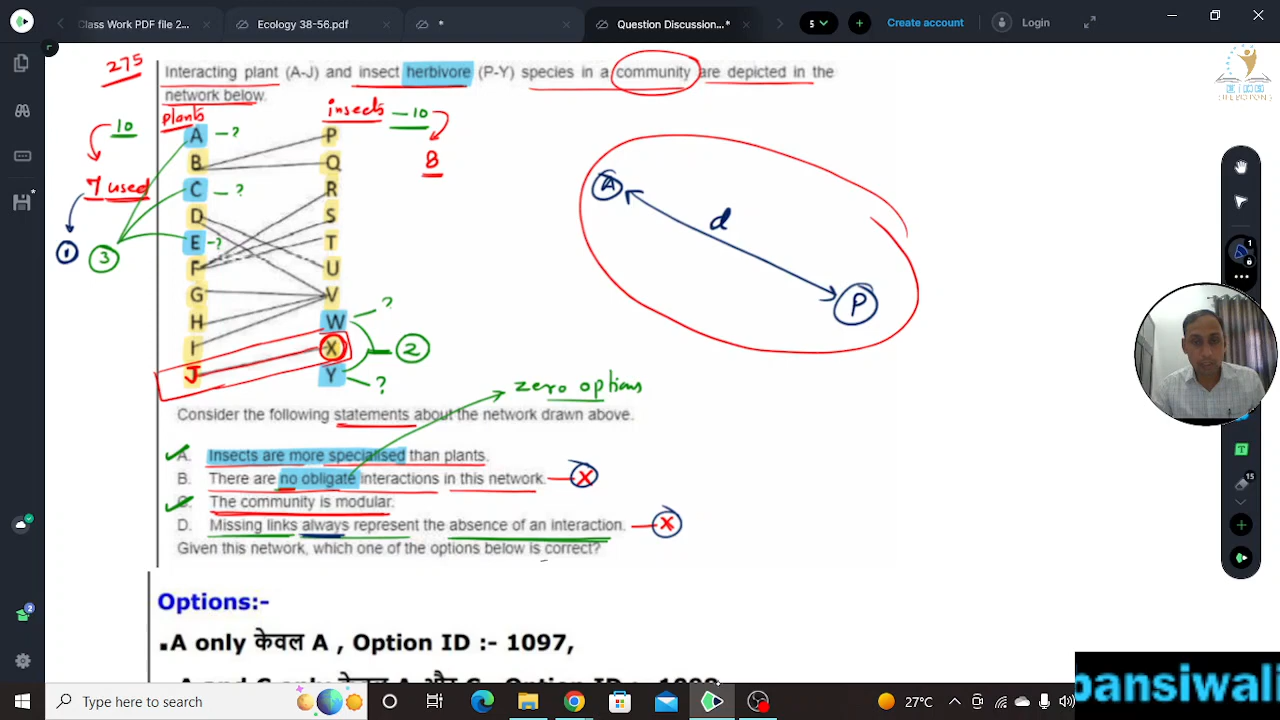 Class Work PDF file 2...
Ecology 38-56.pdf
*
Question Discussion...*
5
Create account
Login
275
Interacting plant (A-J) and insect herbivore (P-Y) species in a community are depicted in the
network below.
plants
insects - 10
10
7 used
8
1
3
A - ?
B
C - ?
D
E - ?
F
G
H
I
J
P
Q
R
S
T
U
V
W ?
X
Y ?
2
A
d
P
zero options
Consider the following statements about the network drawn above.
A. Insects are more specialised than plants.
B. There are no obligate interactions in this network. X
C. The community is modular.
D. Missing links always represent the absence of an interaction. X
Given this network, which one of the options below is correct?
Options:-
.A only केवल A , Option ID :- 1097,
pansiwali
Type here to search
27°C
1
15
2
T